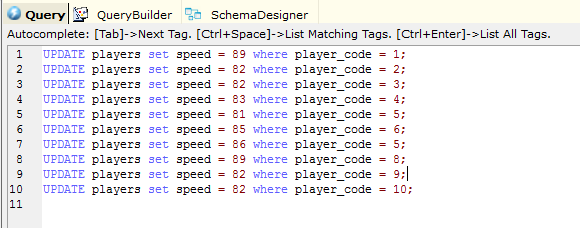 Query QueryBuilder SchemaDesigner
Autocomplete: [Tab]->Next Tag. [Ctrl+Space]->List Matching Tags. [Ctrl+Enter]->List All Tags.
1 UPDATE players set speed = 89 where player_code = 1;
2 UPDATE players set speed = 82 where player_code = 2;
3 UPDATE players set speed = 82 where player_code = 3;
4 UPDATE players set speed = 83 where player_code = 4;
5 UPDATE players set speed = 81 where player_code = 5;
6 UPDATE players set speed = 85 where player_code = 6;
7 UPDATE players set speed = 86 where player_code = 5;
8 UPDATE players set speed = 89 where player_code = 8;
9 UPDATE players set speed = 82 where player_code = 9;
10 UPDATE players set speed = 82 where player_code = 10;
11